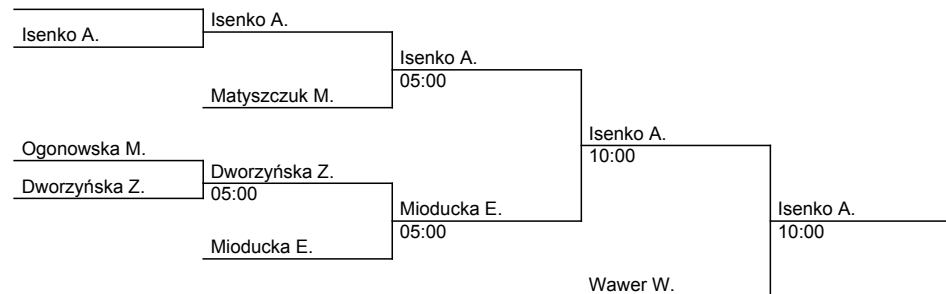 Isenko A.
Isenko A.
Isenko A.
05:00
Matyszczuk M.
Isenko A.
10:00
Ogonowska M.
Dworzyńska Z.
05:00
Dworzyńska Z.
Mioducka E.
05:00
Isenko A.
10:00
Mioducka E.
Wawer W.